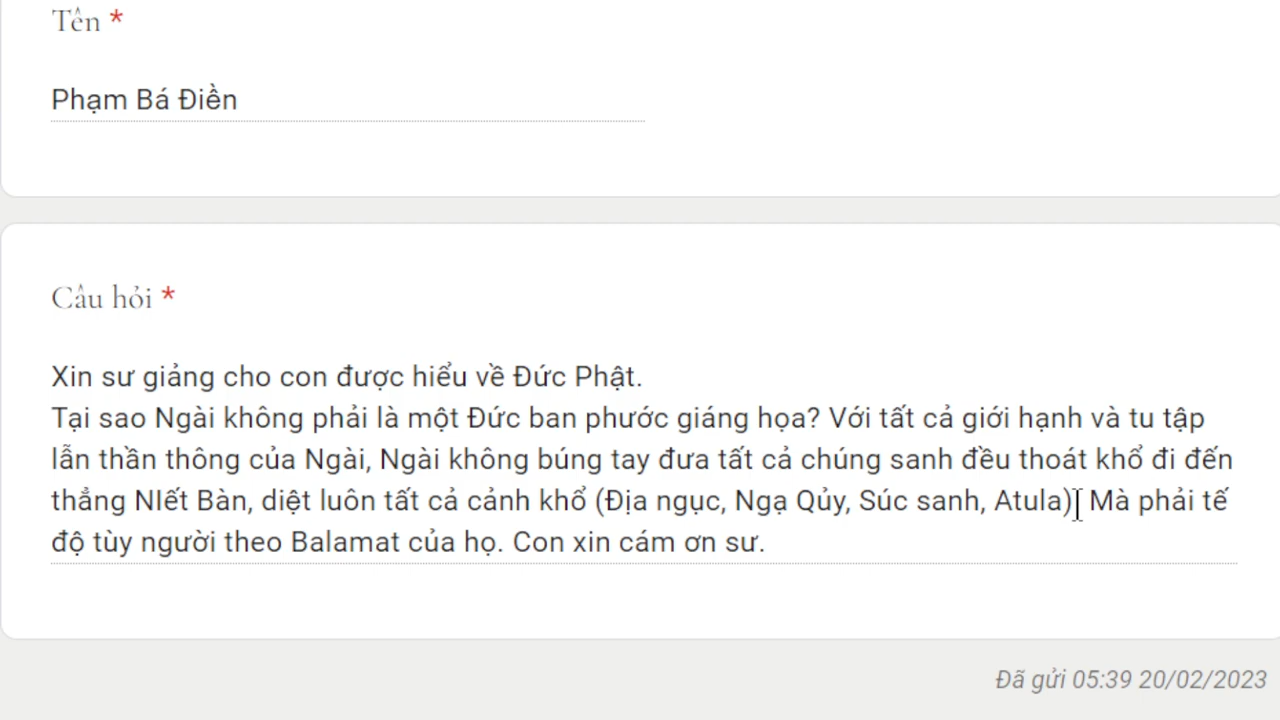 Tên *
Phạm Bá Điền
Câu hỏi *
Xin sư giảng cho con được hiểu về Đức Phật.
Tại sao Ngài không phải là một Đức ban phước giáng họa? Với tất cả giới hạnh và tu tập
lẫn thần thông của Ngài, Ngài không búng tay đưa tất cả chúng sanh đều thoát khổ đi đến
thẳng NIết Bàn, diệt luôn tất cả cảnh khổ (Địa ngục, Ngạ Qủy, Súc sanh, Atula) Mà phải tế
độ tùy người theo Balamat của họ. Con xin cám ơn sư.
Đã gửi 05:39 20/02/2023